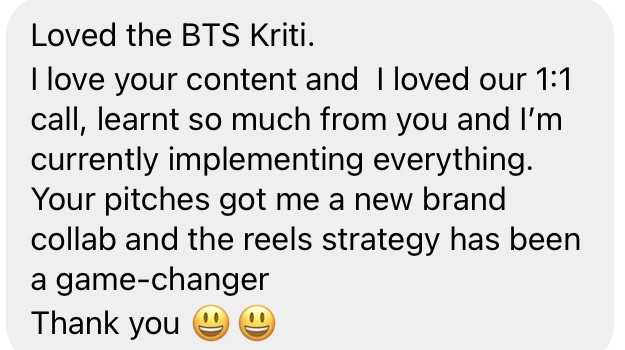 Loved the BTS Kriti.
I love your content and  I loved our 1:1
call, learnt so much from you and I’m
currently implementing everything.
Your pitches got me a new brand
collab and the reels strategy has been
a game-changer
Thank you 😃😃